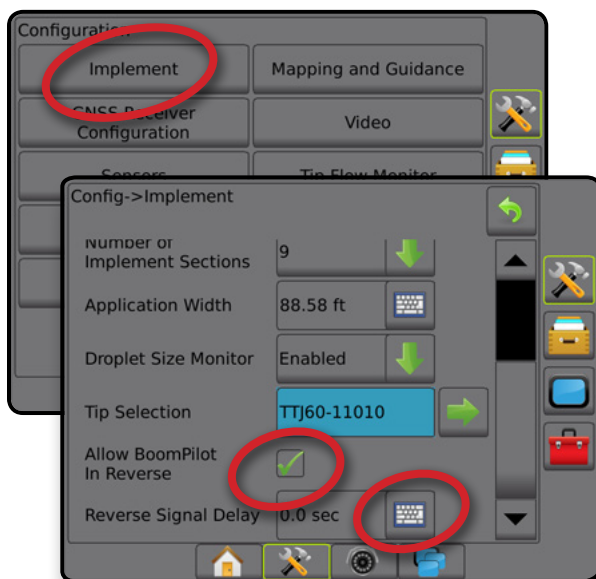 Configuration
Implement
Mapping and Guidance
GNSS Receiver
Configuration
Video
Sensors
Tip Flow Monitor
Config->Implement
Number of
Implement Sections
9
Application Width
88.58 ft
Droplet Size Monitor
Enabled
Tip Selection
TTJ60-11010
Allow BoomPilot
In Reverse
Reverse Signal Delay
0.0 sec